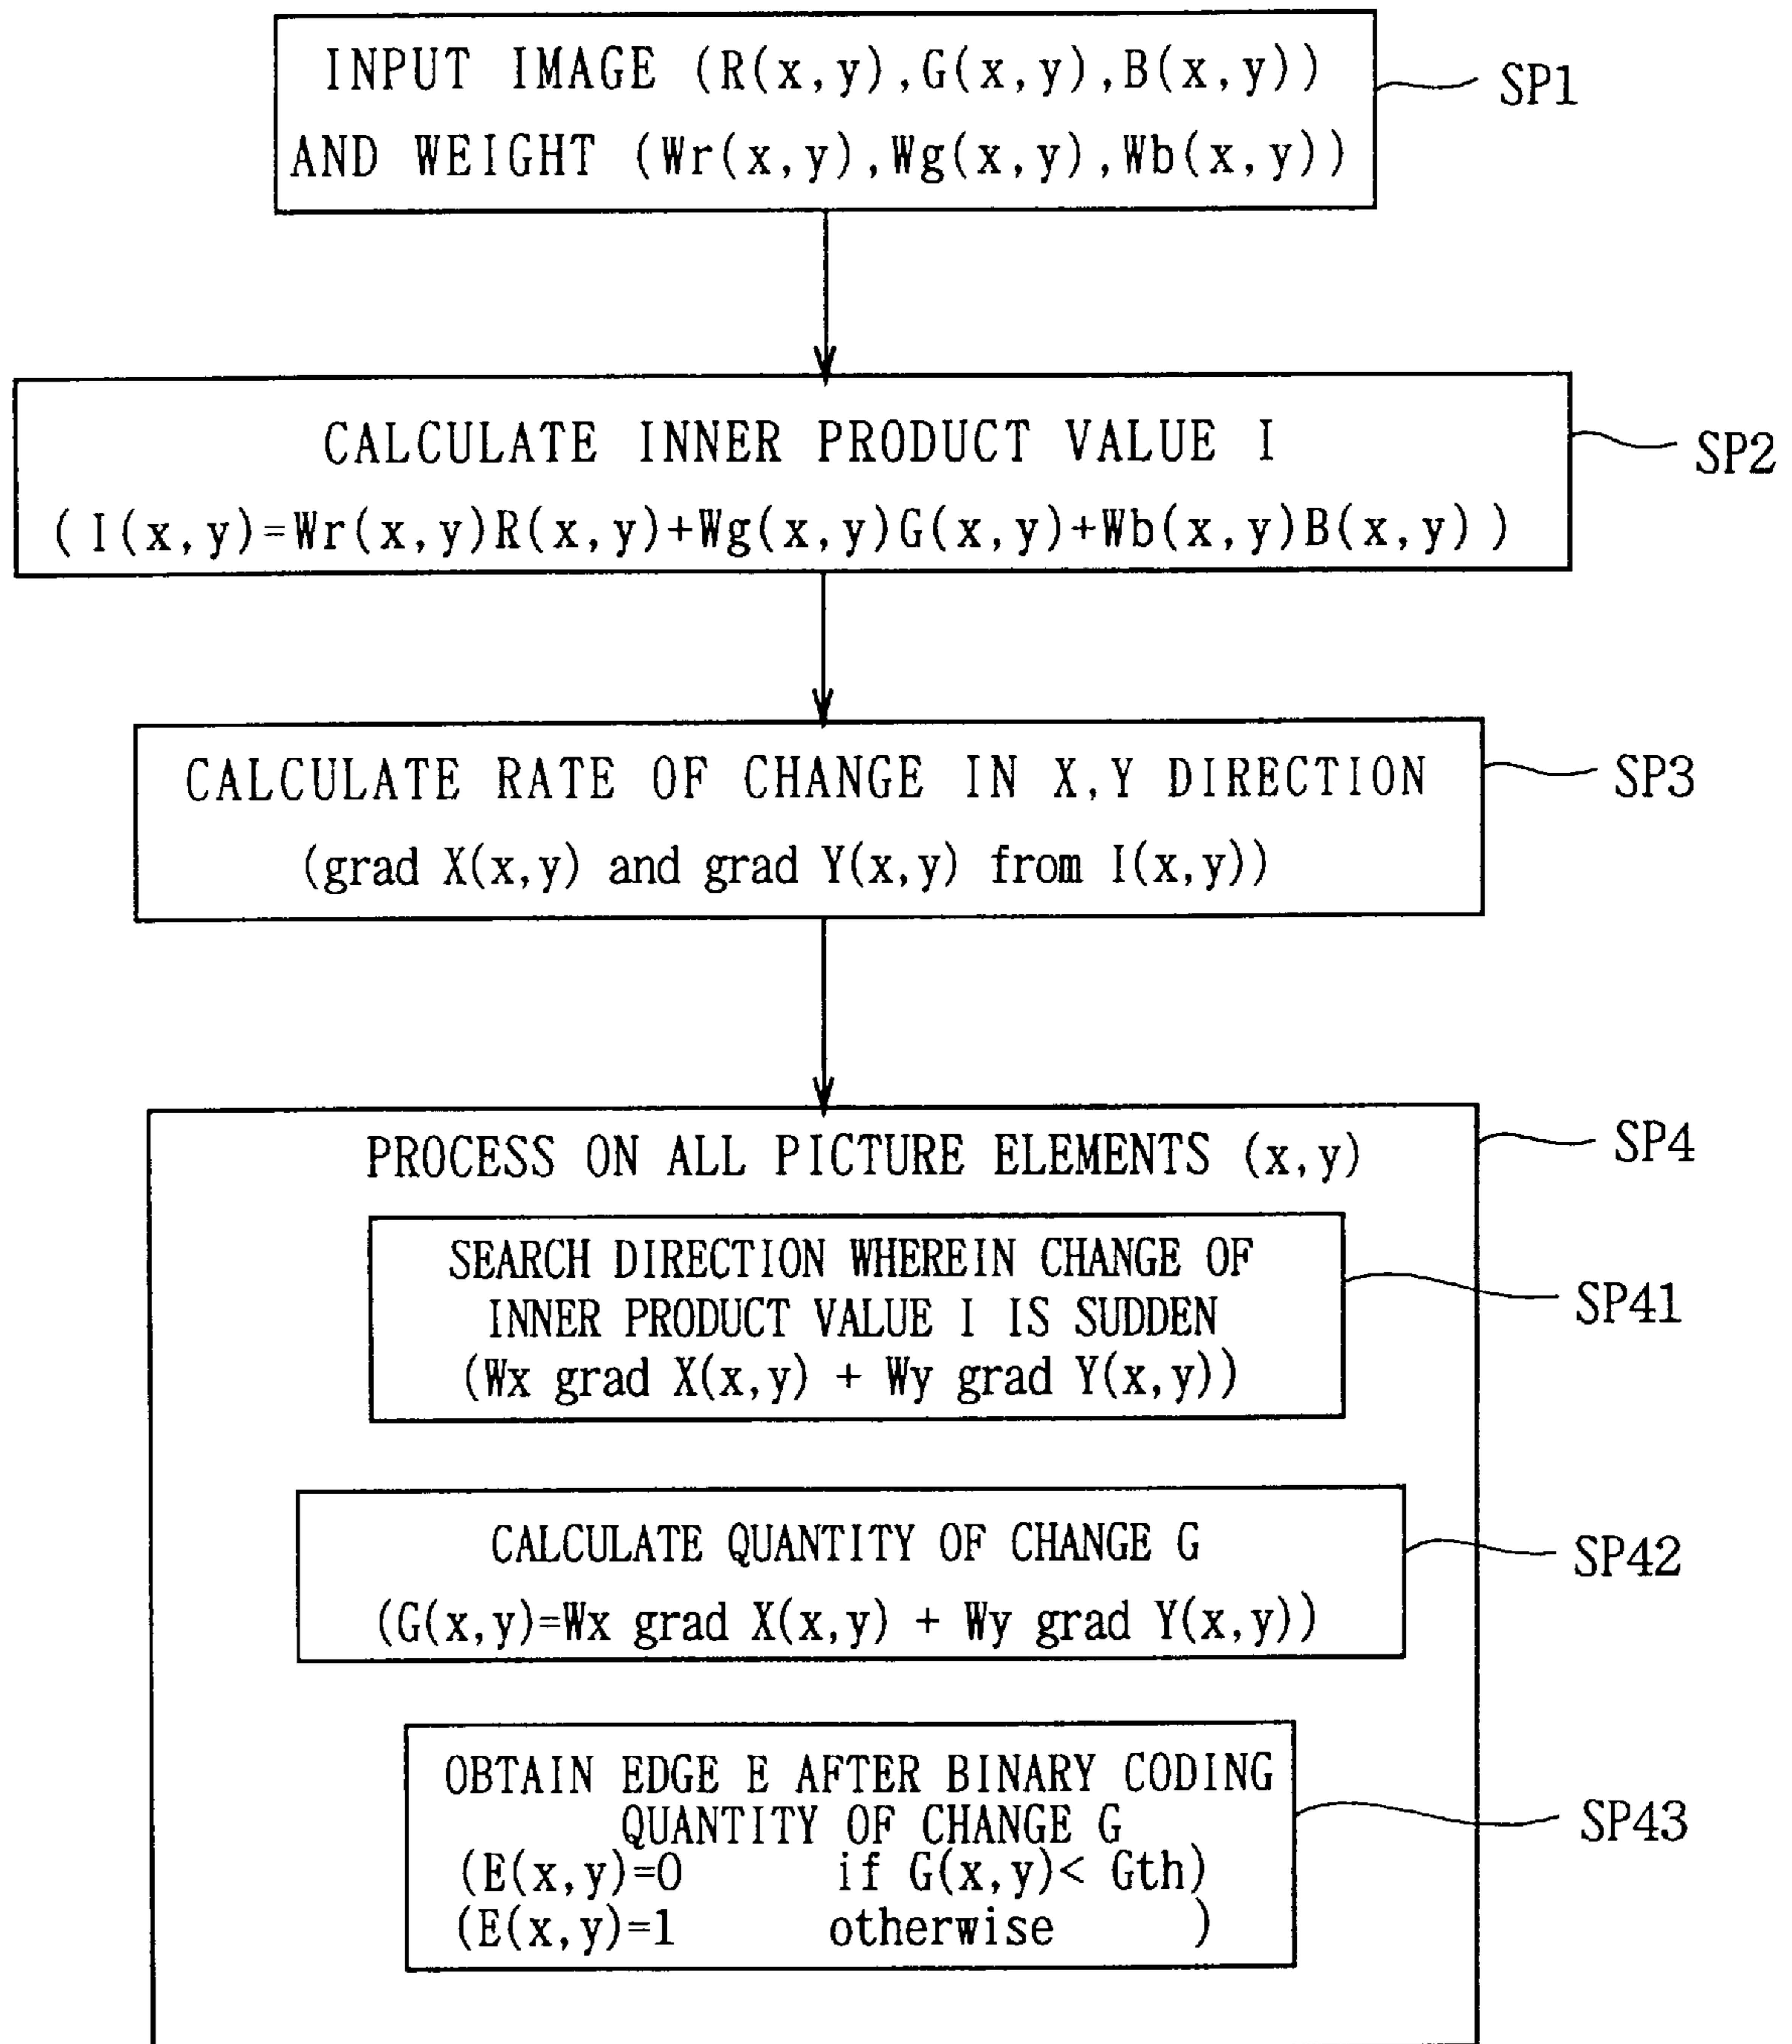 INPUT IMAGE (R(x,y),G(x,y),B(x,y))
AND WEIGHT (Wr(x,y),Wg(x,y),Wb(x,y))
SP1
CALCULATE INNER PRODUCT VALUE I
(I(x,y)=Wr(x,y)R(x,y)+Wg(x,y)G(x,y)+Wb(x,y)B(x,y))
SP2
CALCULATE RATE OF CHANGE IN X,Y DIRECTION
(grad X(x,y) and grad Y(x,y) from I(x,y))
SP3
PROCESS ON ALL PICTURE ELEMENTS (x,y)
SP4
SEARCH DIRECTION WHEREIN CHANGE OF
INNER PRODUCT VALUE I IS SUDDEN
(Wx grad X(x,y) + Wy grad Y(x,y))
SP41
CALCULATE QUANTITY OF CHANGE G
(G(x,y)=Wx grad X(x,y) + Wy grad Y(x,y))
SP42
OBTAIN EDGE E AFTER BINARY CODING
QUANTITY OF CHANGE G
(E(x,y)=0 if G(x,y)< Gth)
(E(x,y)=1 otherwise )
SP43